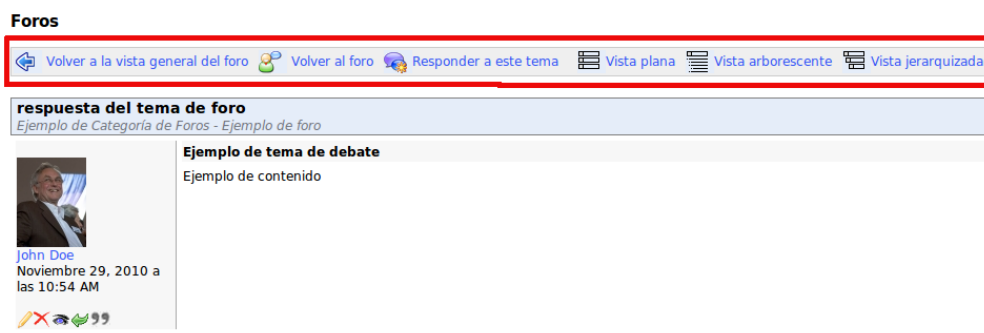 Foros
Volver a la vista general del foro Volver al foro Responder a este tema Vista plana Vista arborescente Vista jerarquizada
respuesta del tema de foro
Ejemplo de Categoría de Foros - Ejemplo de foro
Ejemplo de tema de debate
Ejemplo de contenido
John Doe
Noviembre 29, 2010 a
las 10:54 AM